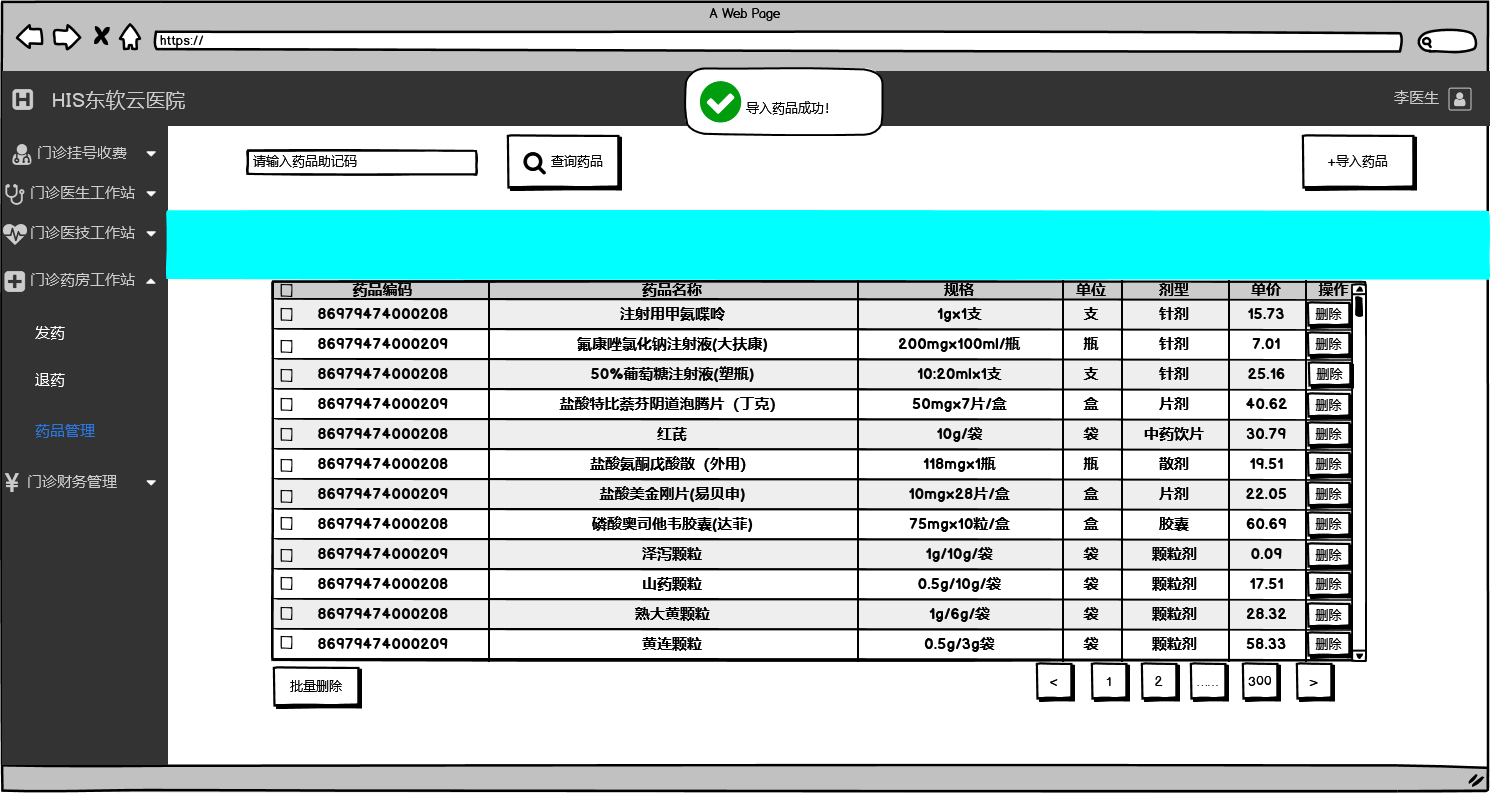 A Web Page
https://
HIS东软云医院
导入药品成功!
李医生
门诊挂号收费
门诊医生工作站
门诊医技工作站
门诊药房工作站
发药
退药
药品管理
门诊财务管理
请输入药品助记码
查询药品
+导入药品
药品编码 药品名称 规格 单位 剂型 单价 操作
86979474000208 注射用甲氨喋呤 1gx1支 支 针剂 15.73 删除
86979474000209 氟康唑氯化钠注射液(大扶康) 200mgx100ml/瓶 瓶 针剂 7.01 删除
86979474000208 50%葡萄糖注射液(塑瓶) 10:20mlx1支 支 针剂 25.16 删除
86979474000209 盐酸特比萘芬阴道泡腾片（丁克） 50mgx7片/盒 盒 片剂 40.62 删除
86979474000208 红芪 10g/袋 袋 中药饮片 30.79 删除
86979474000208 盐酸氨酮戊酸散（外用） 118mgx1瓶 瓶 散剂 19.51 删除
86979474000209 盐酸美金刚片(易贝申) 10mgx28片/盒 盒 片剂 22.05 删除
86979474000208 磷酸奥司他韦胶囊(达菲) 75mgx10粒/盒 盒 胶囊 60.69 删除
86979474000209 泽泻颗粒 1g/10g/袋 袋 颗粒剂 0.09 删除
86979474000208 山药颗粒 0.5g/10g/袋 袋 颗粒剂 17.51 删除
86979474000208 熟大黄颗粒 1g/6g/袋 袋 颗粒剂 28.32 删除
86979474000209 黄连颗粒 0.5g/3g袋 袋 颗粒剂 58.33 删除
批量删除
< 1 2 ...... 300 >